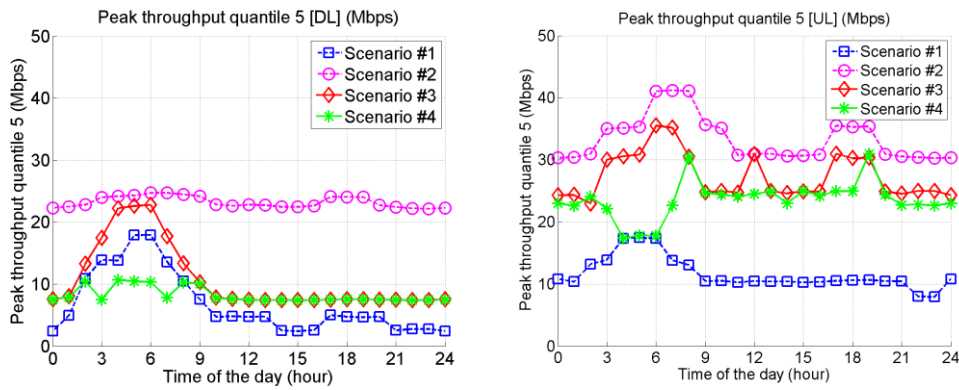 Peak throughput quantile 5 [DL] (Mbps)
Peak throughput quantile 5 (Mbps)
50
40
30
20
10
0
Scenario #1
Scenario #2
Scenario #3
Scenario #4
0 3 6 9 12 15 18 21 24
Time of the day (hour)
Peak throughput quantile 5 [UL] (Mbps)
Peak throughput quantile 5 (Mbps)
50
40
30
20
10
0
Scenario #1
Scenario #2
Scenario #3
Scenario #4
0 3 6 9 12 15 18 21 24
Time of the day (hour)